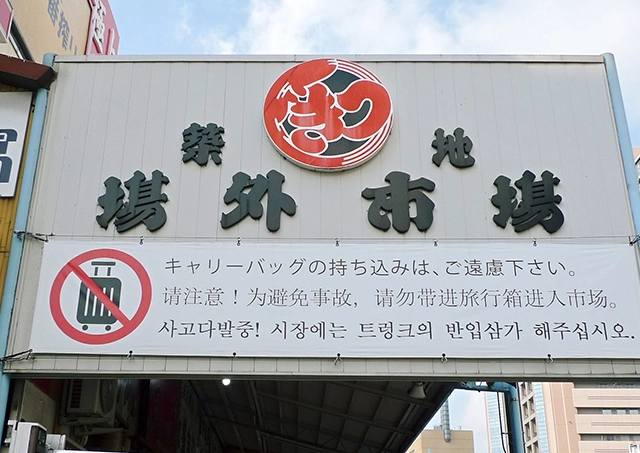 築地
場外市場
キャリーバッグの持ち込みは、ご遠慮下さい。
请注意！为避免事故，请勿带进旅行箱进入市场。
사고다발중! 시장에는 트렁크의 반입삼가 해주십시오.